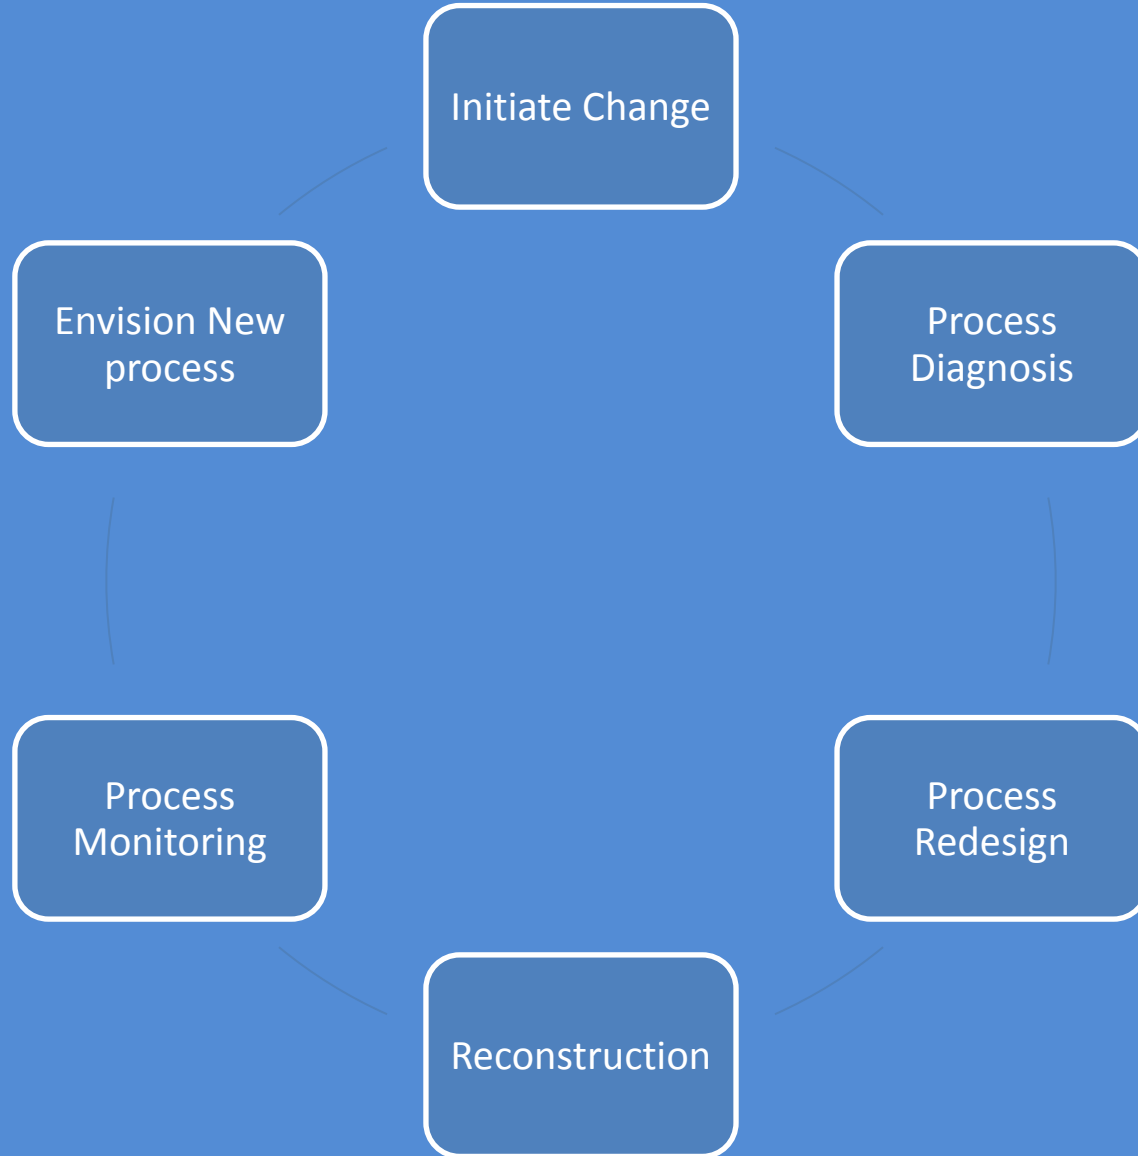 Initiate Change
Envision New
process
Process
Diagnosis
Process
Monitoring
Process
Redesign
Reconstruction